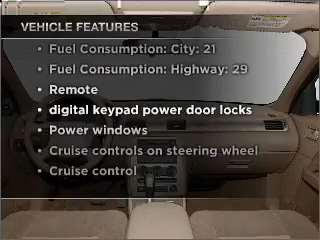 VEHICLE FEATURES
• Fuel Consumption: City: 21
• Fuel Consumption: Highway: 29
• Remote
• digital keypad power door locks
• Power windows
• Cruise controls on steering wheel
• Cruise control